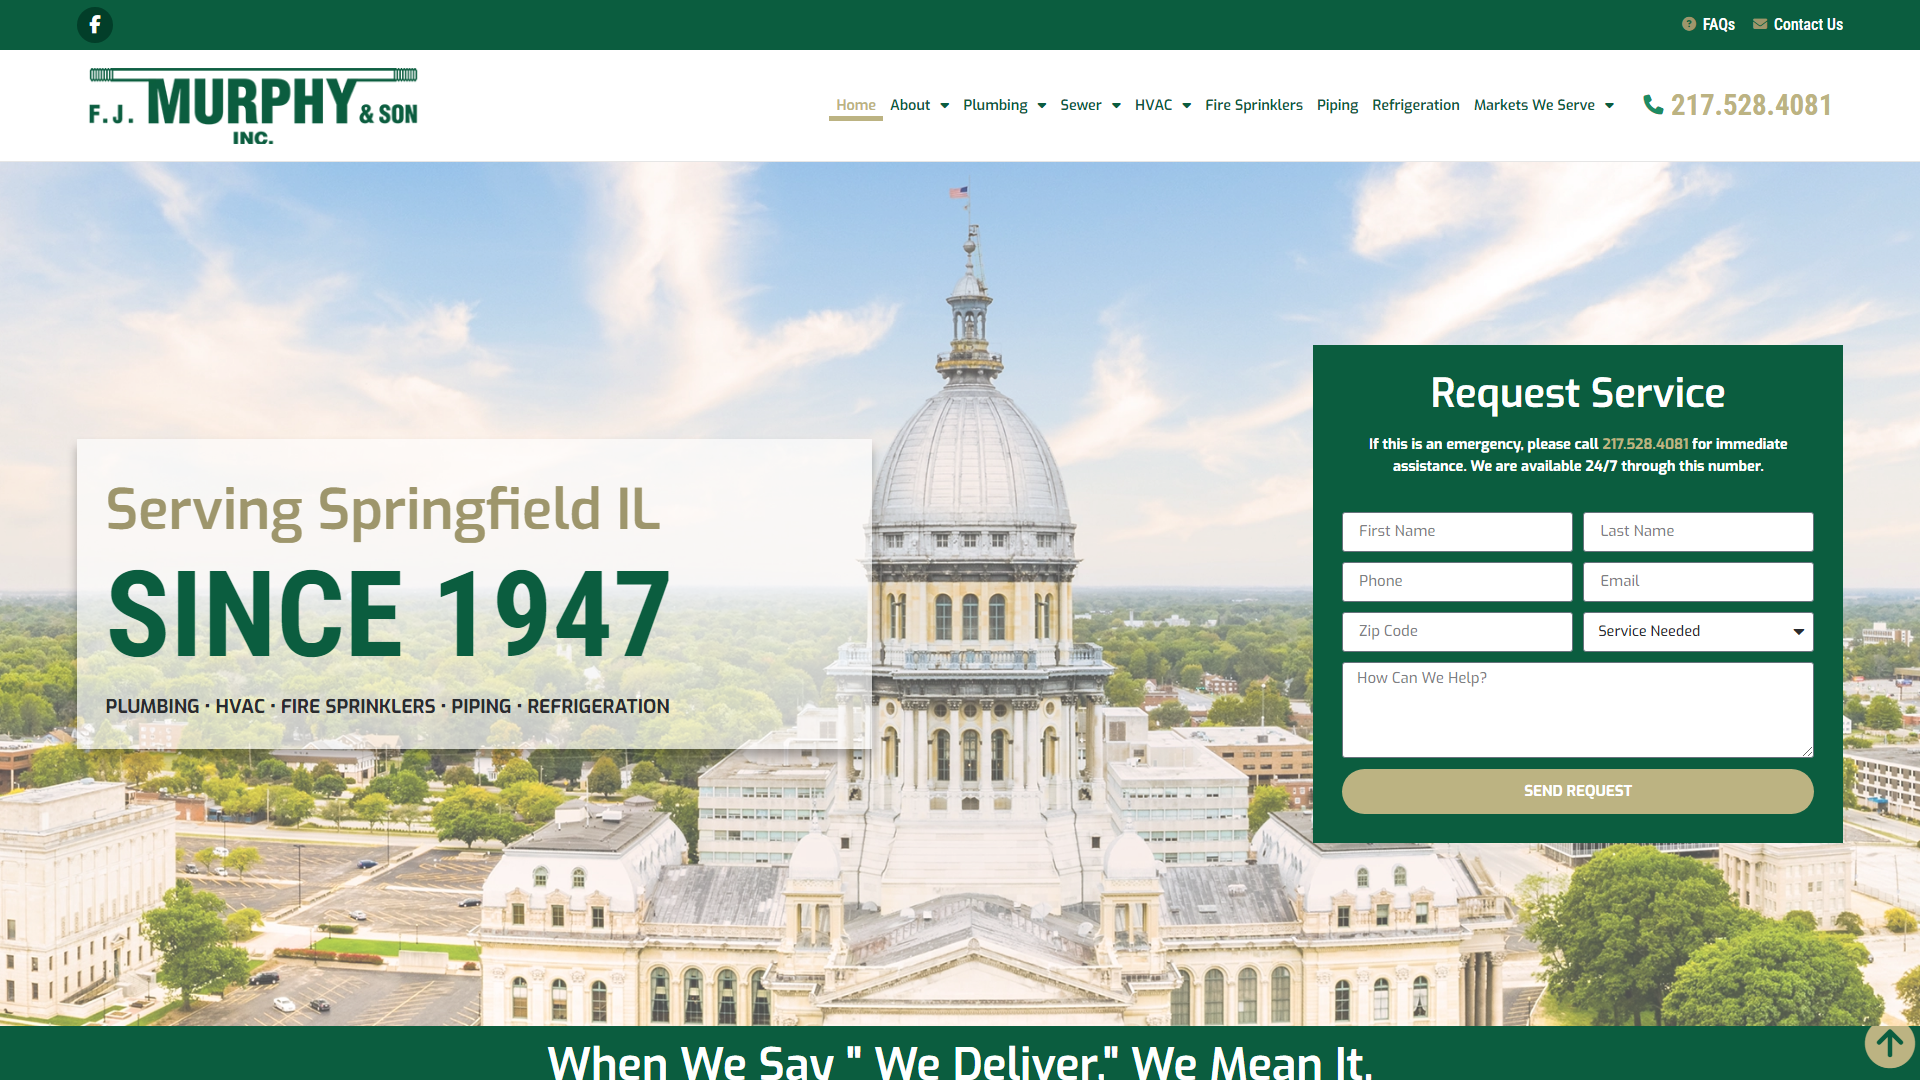 FAQs Contact Us
F.J. MURPHY & SON
INC.
Home About Plumbing Sewer HVAC Fire Sprinklers Piping Refrigeration Markets We Serve 217.528.4081
Serving Springfield IL
SINCE 1947
PLUMBING · HVAC · FIRE SPRINKLERS · PIPING · REFRIGERATION
Request Service
If this is an emergency, please call 217.528.4081 for immediate
assistance. We are available 24/7 through this number.
First Name Last Name
Phone Email
Zip Code Service Needed
How Can We Help?
SEND REQUEST
When We Say " We Deliver," We Mean It.